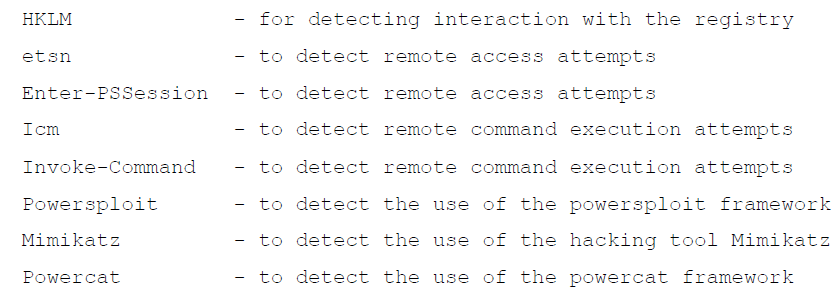 HKLM - for detecting interaction with the registry
etsn - to detect remote access attempts
Enter-PSSession - to detect remote access attempts
Icm - to detect remote command execution attempts
Invoke-Command - to detect remote command execution attempts
Powersploit - to detect the use of the powersploit framework
Mimikatz - to detect the use of the hacking tool Mimikatz
Powercat - to detect the use of the powercat framework